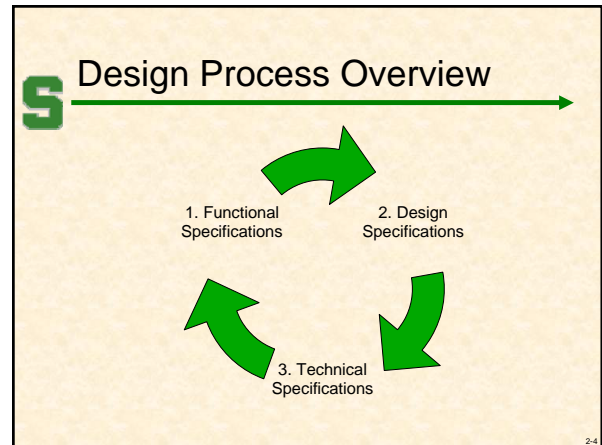 S
Design Process Overview
1. Functional
Specifications
2. Design
Specifications
3. Technical
Specifications
2-4